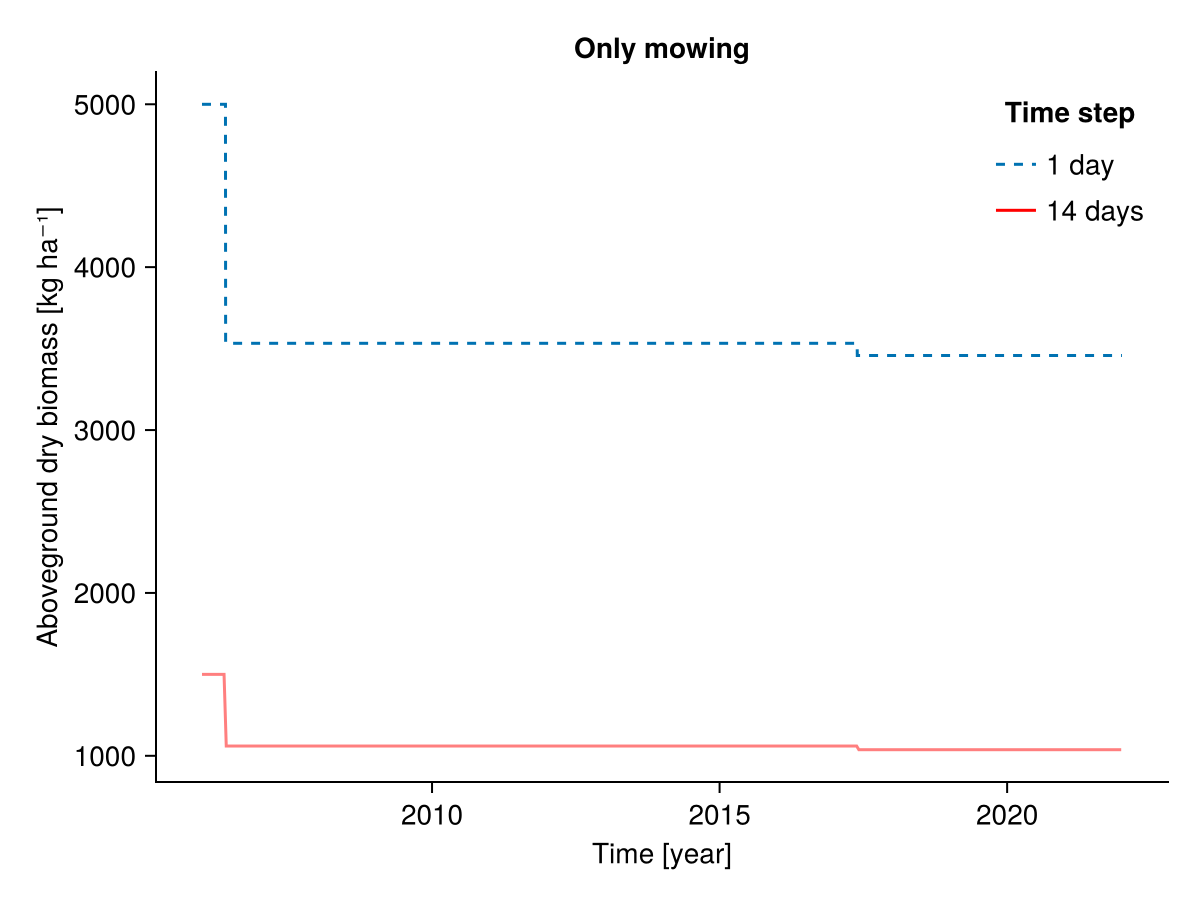 Only mowing
Aboveground dry biomass [kg ha⁻¹]
5000
4000
3000
2000
1000
Time step
1 day
14 days
2010
2015
2020
Time [year]